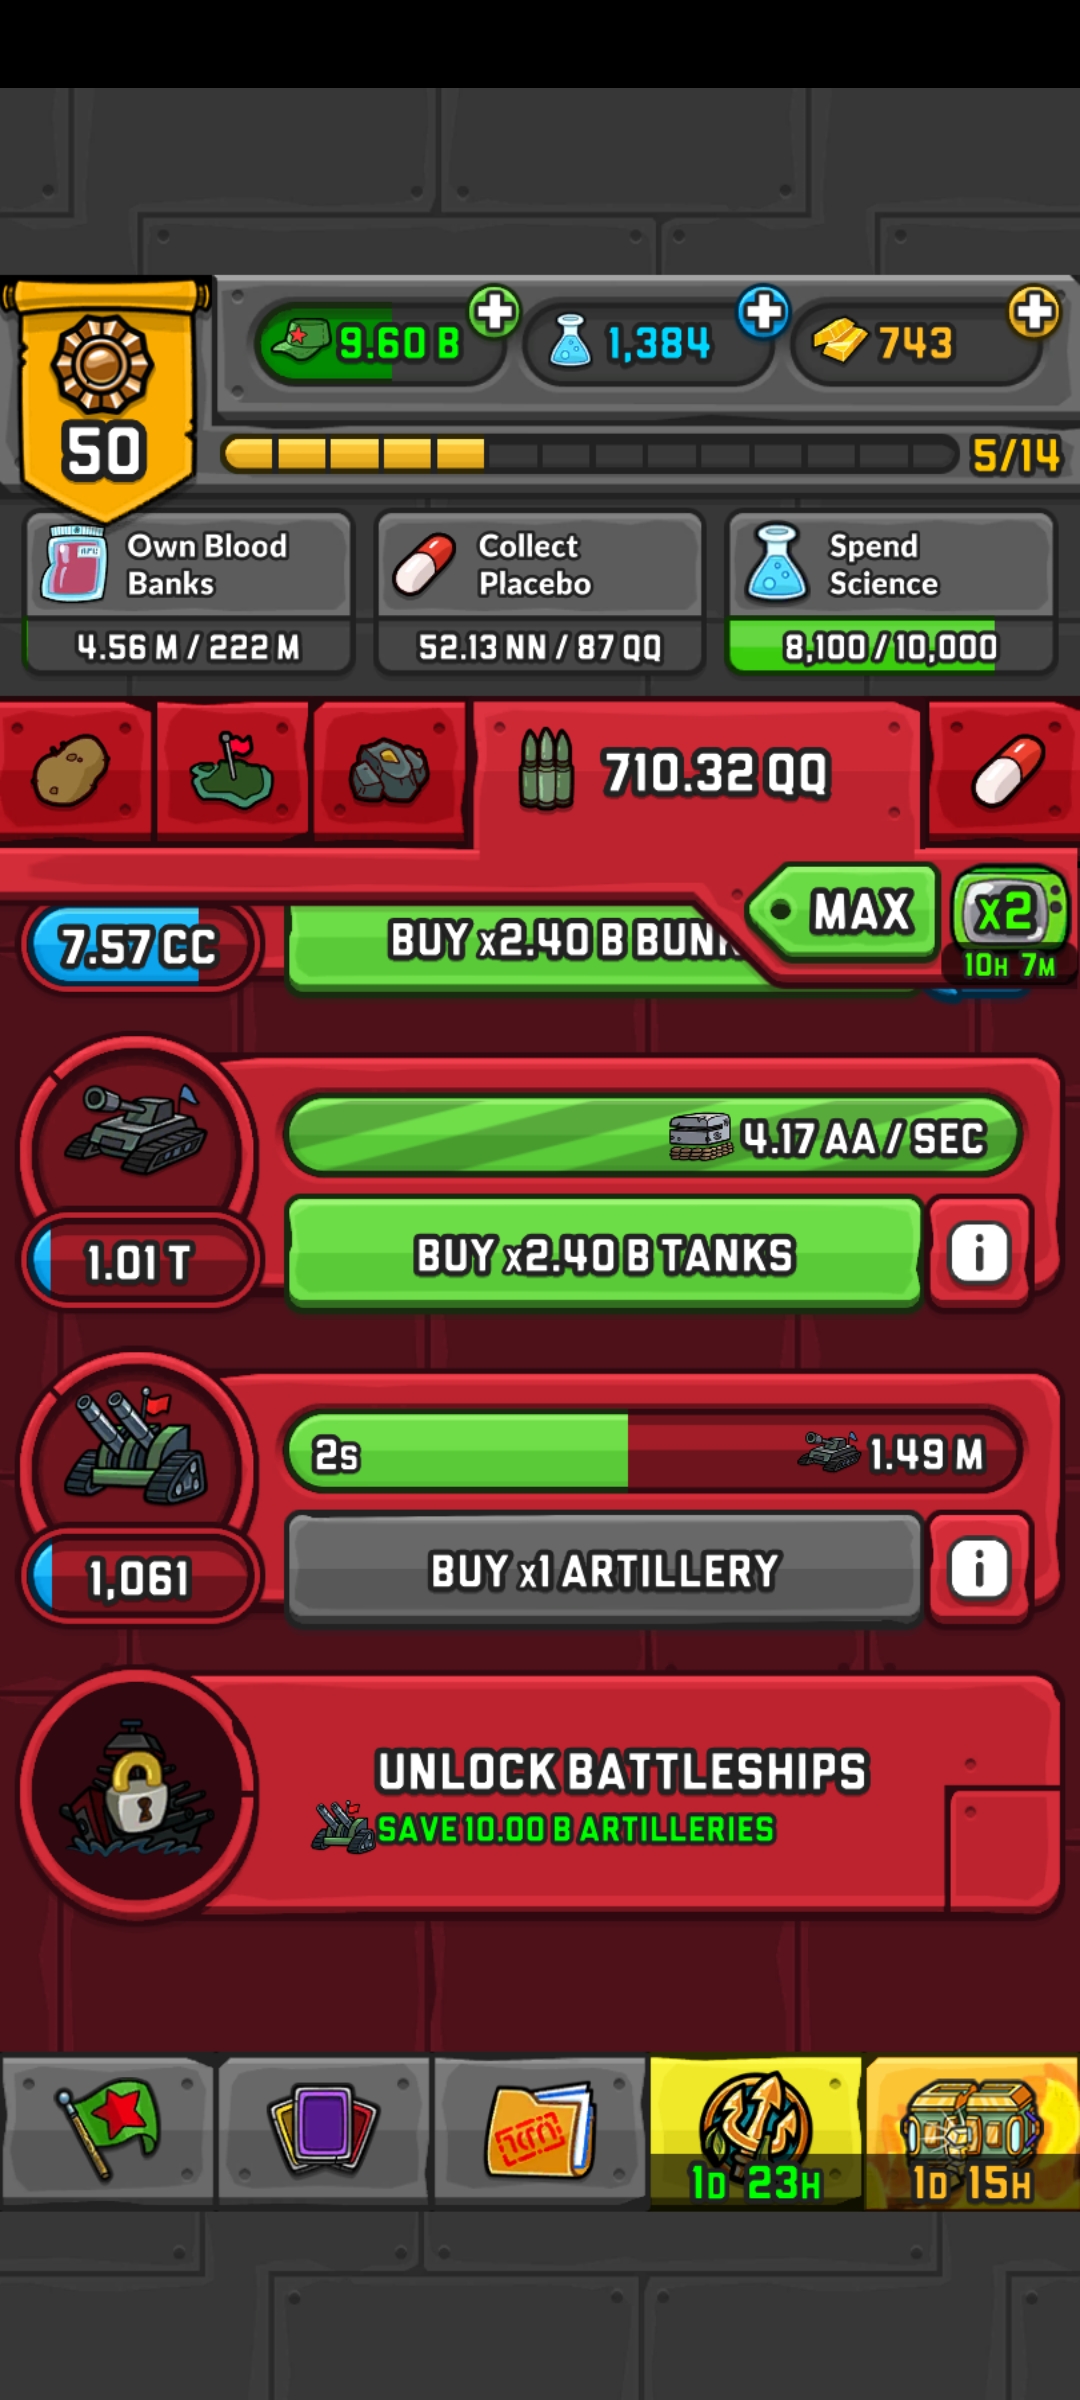 9.60 B
1,384
743
50
5/14
Own Blood Banks
4.56 M / 222 M
Collect Placebo
52.13 NN / 87 QQ
Spend Science
8,100 / 10,000
710.32 QQ
MAX
x2
10H 7M
7.57 CC
BUY x2.40 B BUN
4.17 AA / SEC
1.01 T
BUY x2.40 B TANKS
2s
1.49 M
1,061
BUY x1 ARTILLERY
UNLOCK BATTLESHIPS
SAVE 10.00 B ARTILLERIES
1D 23H
1D 15H